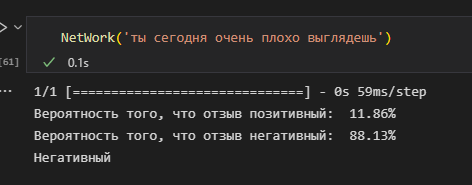 NetWork('ты сегодня очень плохо выглядешь')
[61]
0.1s
1/1 [==============================] - 0s 59ms/step
Вероятность того, что отзыв позитивный:  11.86%
Вероятность того, что отзыв негативный:  88.13%
Негативный